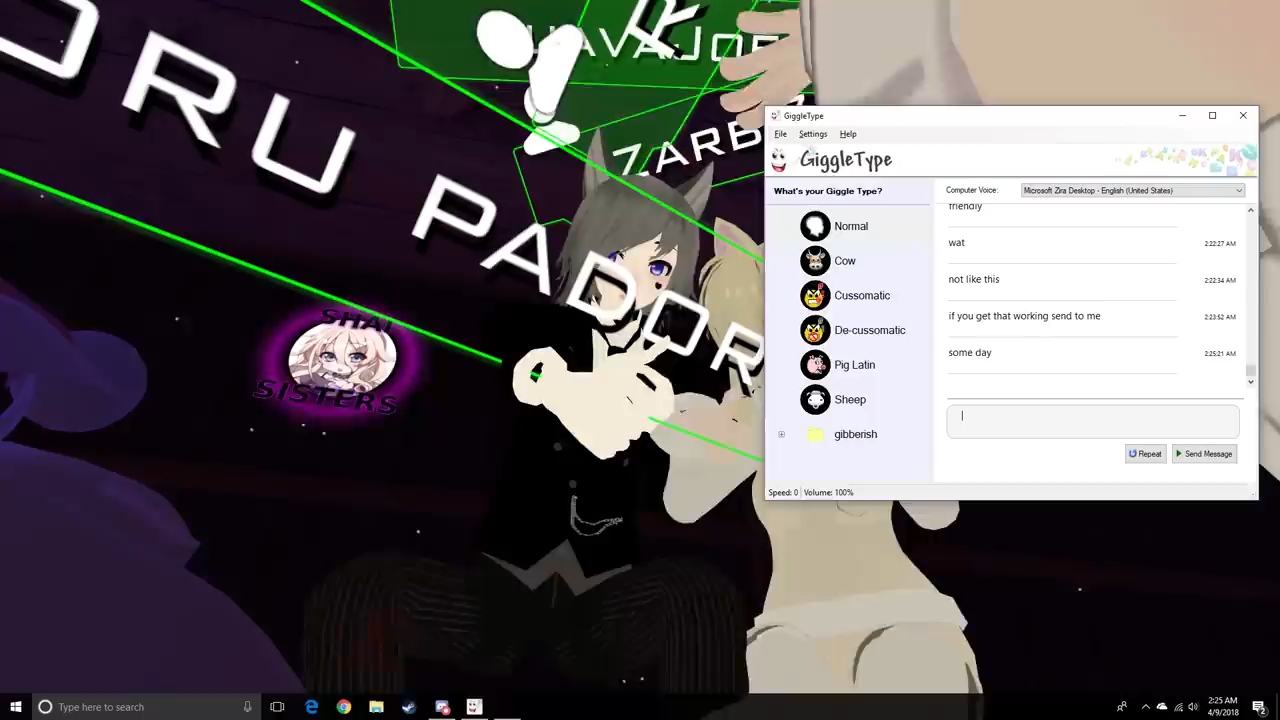 ORU PADOR
ZARB
SHAI
SISTERS
GiggleType
File Settings Help
GiggleType
What's your Giggle Type?
Normal
Cow
Cussomatic
De-cussomatic
Pig Latin
Sheep
gibberish
Computer Voice: Microsoft Zira Desktop - English (United States)
friendly
wat 2:22:27 AM
not like this 2:22:34 AM
if you get that working send to me 2:23:52 AM
some day 2:25:21 AM
Repeat Send Message
Speed: 0 Volume: 100%
Type here to search
2:25 AM
4/9/2018
2